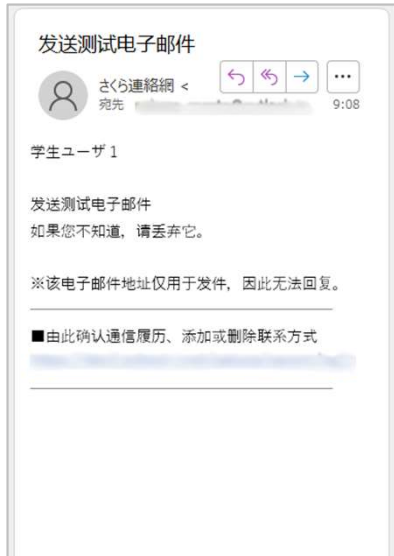 发送测试电子邮件
さくら連絡網 <
宛先
9:08
学生ユーザ 1
发送测试电子邮件
如果您不知道，请丢弃它。
※该电子邮件地址仅用于发件，因此无法回复。
■由此确认通信履历、添加或删除联系方式